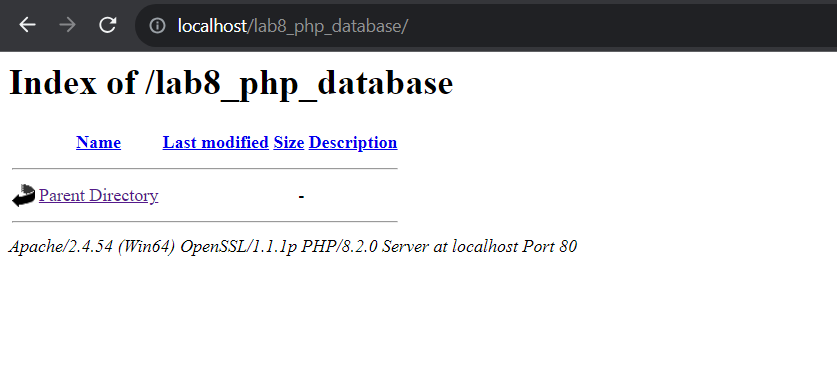 localhost/lab8_php_database/
Index of /lab8_php_database
Name Last modified Size Description
Parent Directory -
Apache/2.4.54 (Win64) OpenSSL/1.1.1p PHP/8.2.0 Server at localhost Port 80